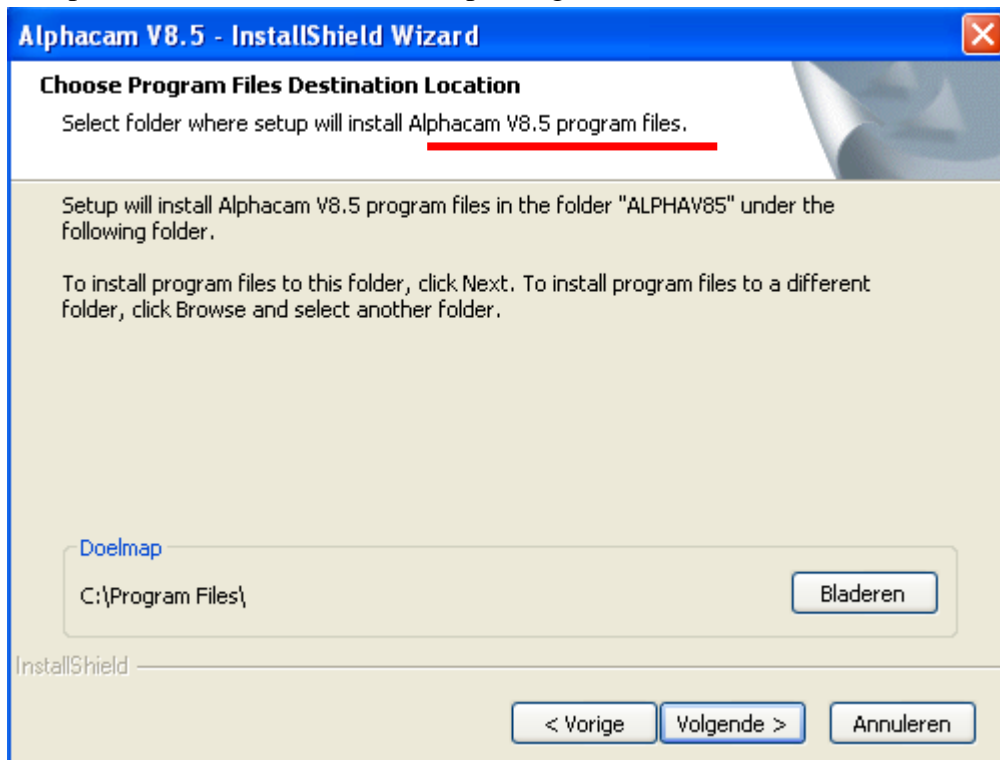 Alphacam V8.5 - InstallShield Wizard
Choose Program Files Destination Location
Select folder where setup will install Alphacam V8.5 program files.
Setup will install Alphacam V8.5 program files in the folder "ALPHAV85" under the
following folder.
To install program files to this folder, click Next. To install program files to a different
folder, click Browse and select another folder.
Doelmap
C:\Program Files\
Bladeren
InstallShield
< Vorige
Volgende >
Annuleren